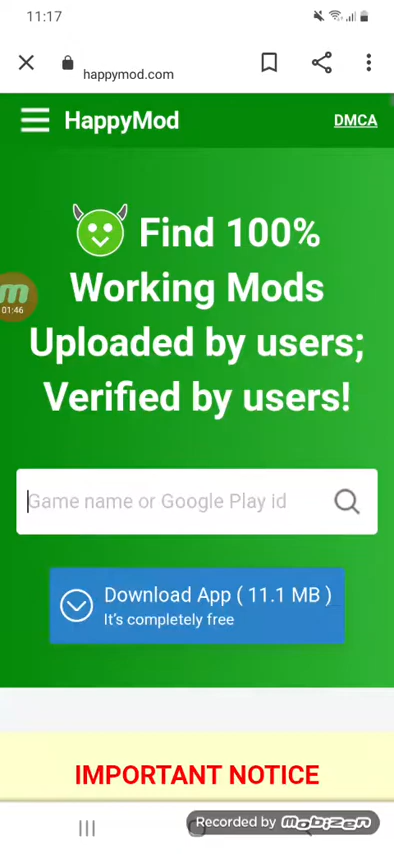 11:17
happymod.com
HappyMod
DMCA
Find 100%
Working Mods
Uploaded by users;
Verified by users!
m
01:46
Game name or Google Play id
Download App ( 11.1 MB )
It's completely free
IMPORTANT NOTICE
Recorded by mobizen